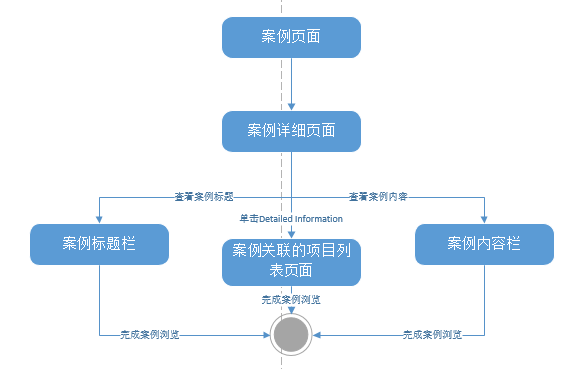 案例页面
案例详细页面
查看案例标题
查看案例内容
单击Detailed Information
案例标题栏
案例关联的项目列
表页面
案例内容栏
完成案例浏览
完成案例浏览
完成案例浏览